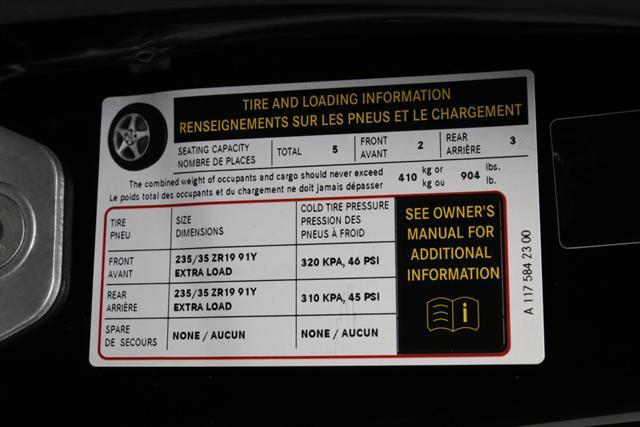 TIRE AND LOADING INFORMATION
RENSEIGNEMENTS SUR LES PNEUS ET LE CHARGEMENT
SEATING CAPACITY
NOMBRE DE PLACES
TOTAL 5
FRONT
AVANT
2
REAR
ARRIÈRE
3
The combined weight of occupants and cargo should never exceed
Le poids total des occupants et du chargement ne doit jamais dépasser
410 kg or
kg ou
904 lbs.
lb.
TIRE
PNEU
SIZE
DIMENSIONS
COLD TIRE PRESSURE
PRESSION DES
PNEUS À FROID
FRONT
AVANT
235/35 ZR19 91Y
EXTRA LOAD
320 KPA, 46 PSI
REAR
ARRIÈRE
235/35 ZR19 91Y
EXTRA LOAD
310 KPA, 45 PSI
SPARE
DE SECOURS
NONE / AUCUN
NONE / AUCUN
SEE OWNER'S
MANUAL FOR
ADDITIONAL
INFORMATION
i
A 117 584 23 00